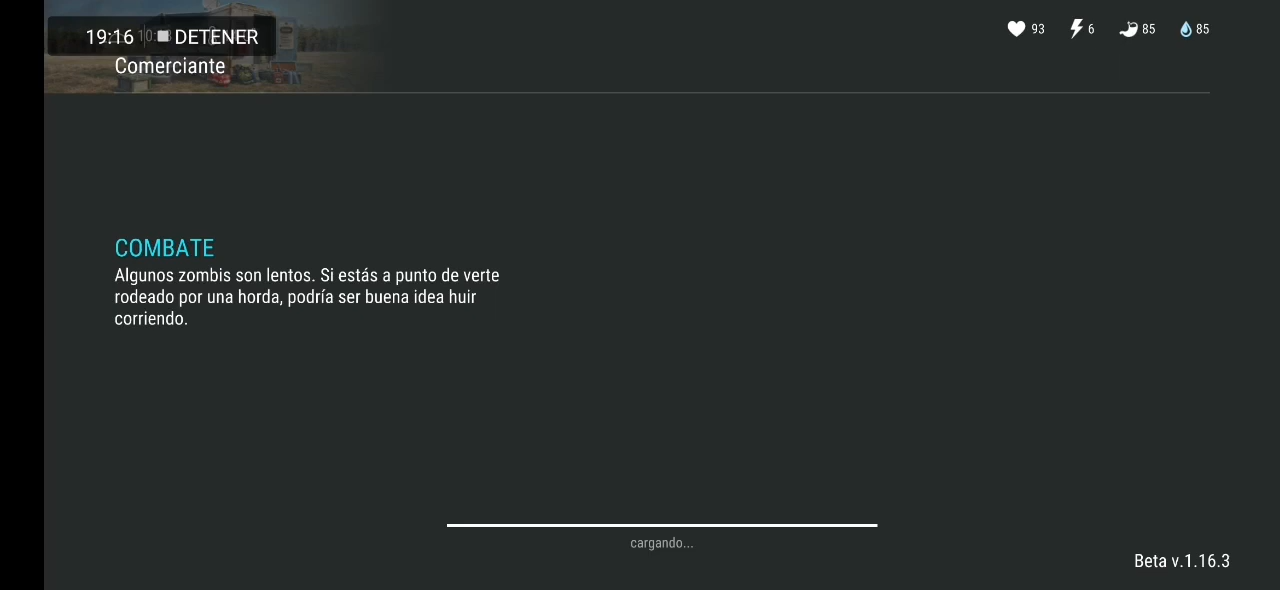 19:16 DETENER
93 6 85 85
Comerciante
COMBATE
Algunos zombis son lentos. Si estás a punto de verte
rodeado por una horda, podría ser buena idea huir
corriendo.
cargando...
Beta v.1.16.3